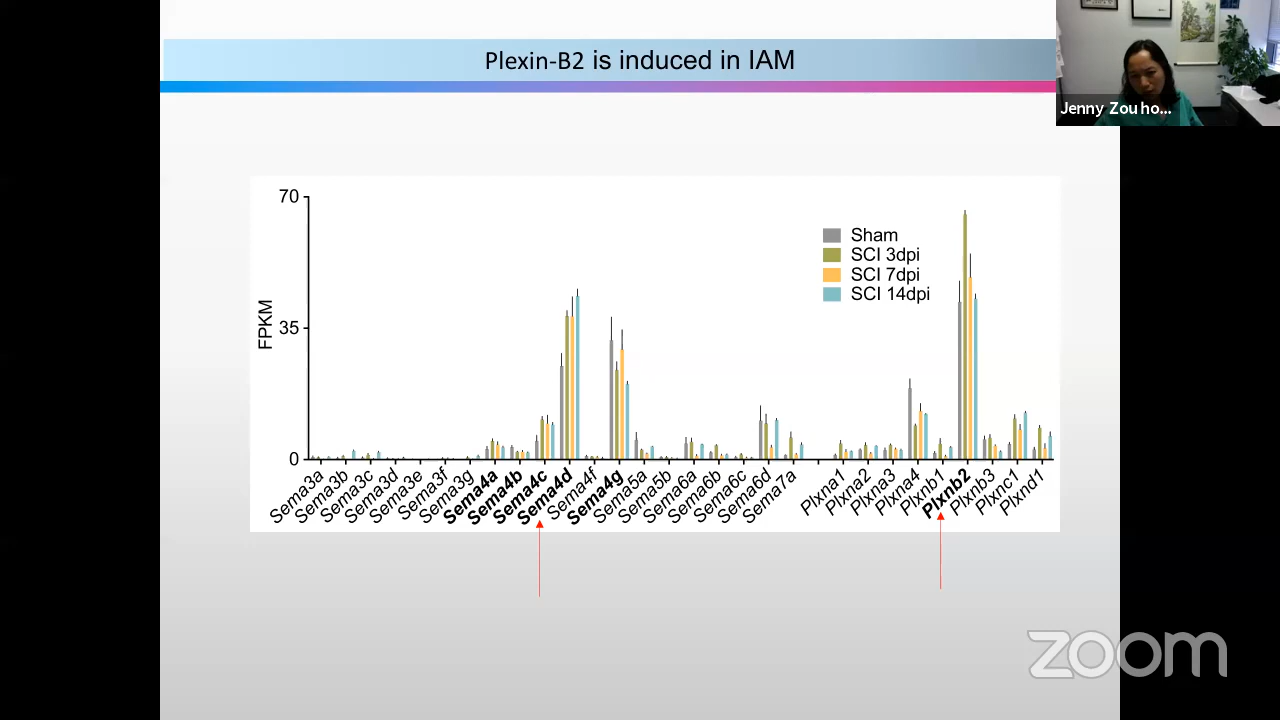 Plexin-B2 is induced in IAM
Jenny Zou ho...
70
35
0
FPKM
Sham
SCI 3dpi
SCI 7dpi
SCI 14dpi
Sema3a
Sema3b
Sema3c
Sema3d
Sema3e
Sema3f
Sema3g
Sema4a
Sema4b
Sema4c
Sema4d
Sema4f
Sema4g
Sema5a
Sema5b
Sema6a
Sema6b
Sema6c
Sema6d
Sema7a
Plxna1
Plxna2
Plxna3
Plxna4
Plxnb1
Plxnb2
Plxnb3
Plxnc1
Plxnd1
zoom